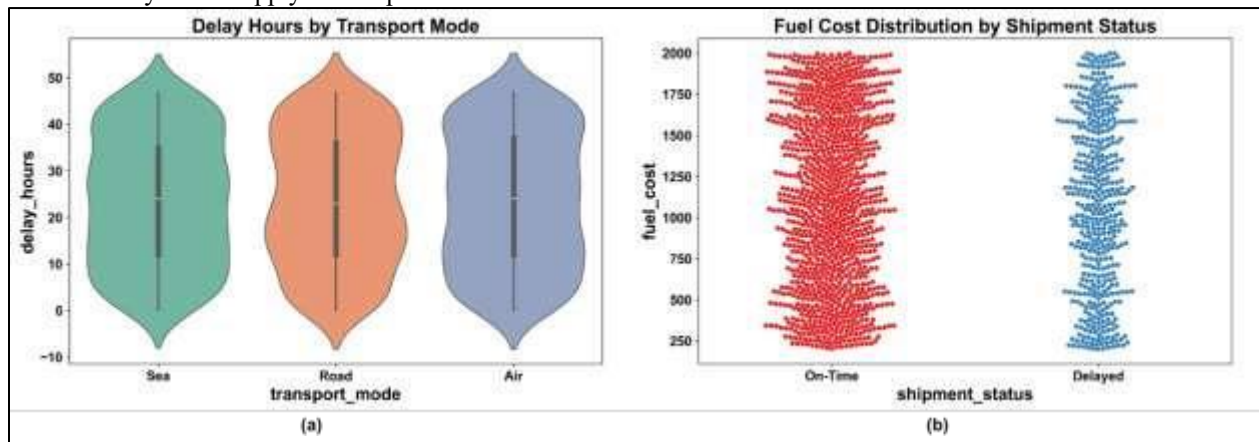 Delay Hours by Transport Mode
delay_hours
50
40
30
20
10
0
−10
Sea Road Air
transport_mode
(a)
Fuel Cost Distribution by Shipment Status
fuel_cost
2000
1750
1500
1250
1000
750
500
250
On-Time Delayed
shipment_status
(b)